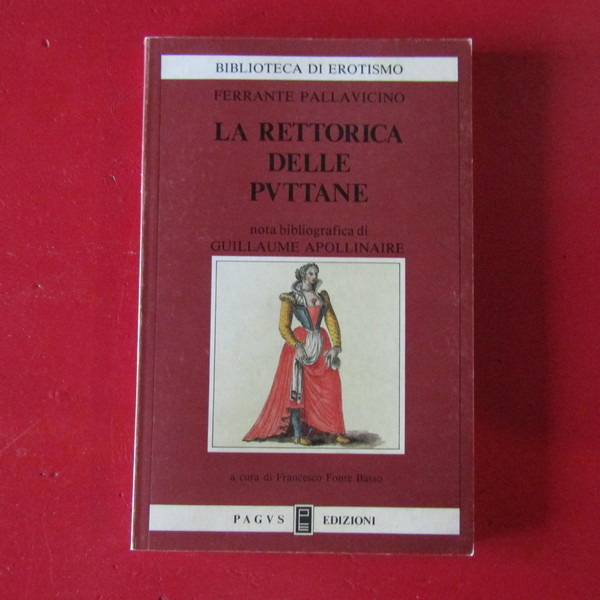 BIBLIOTECA DI EROTISMO
FERRANTE PALLAVICINO
LA RETTORICA
DELLE
PVTTANE
nota bibliografica di
GUILLAUME APOLLINAIRE
a cura di Francesco Fonte Basso
PAGVS EDIZIONI